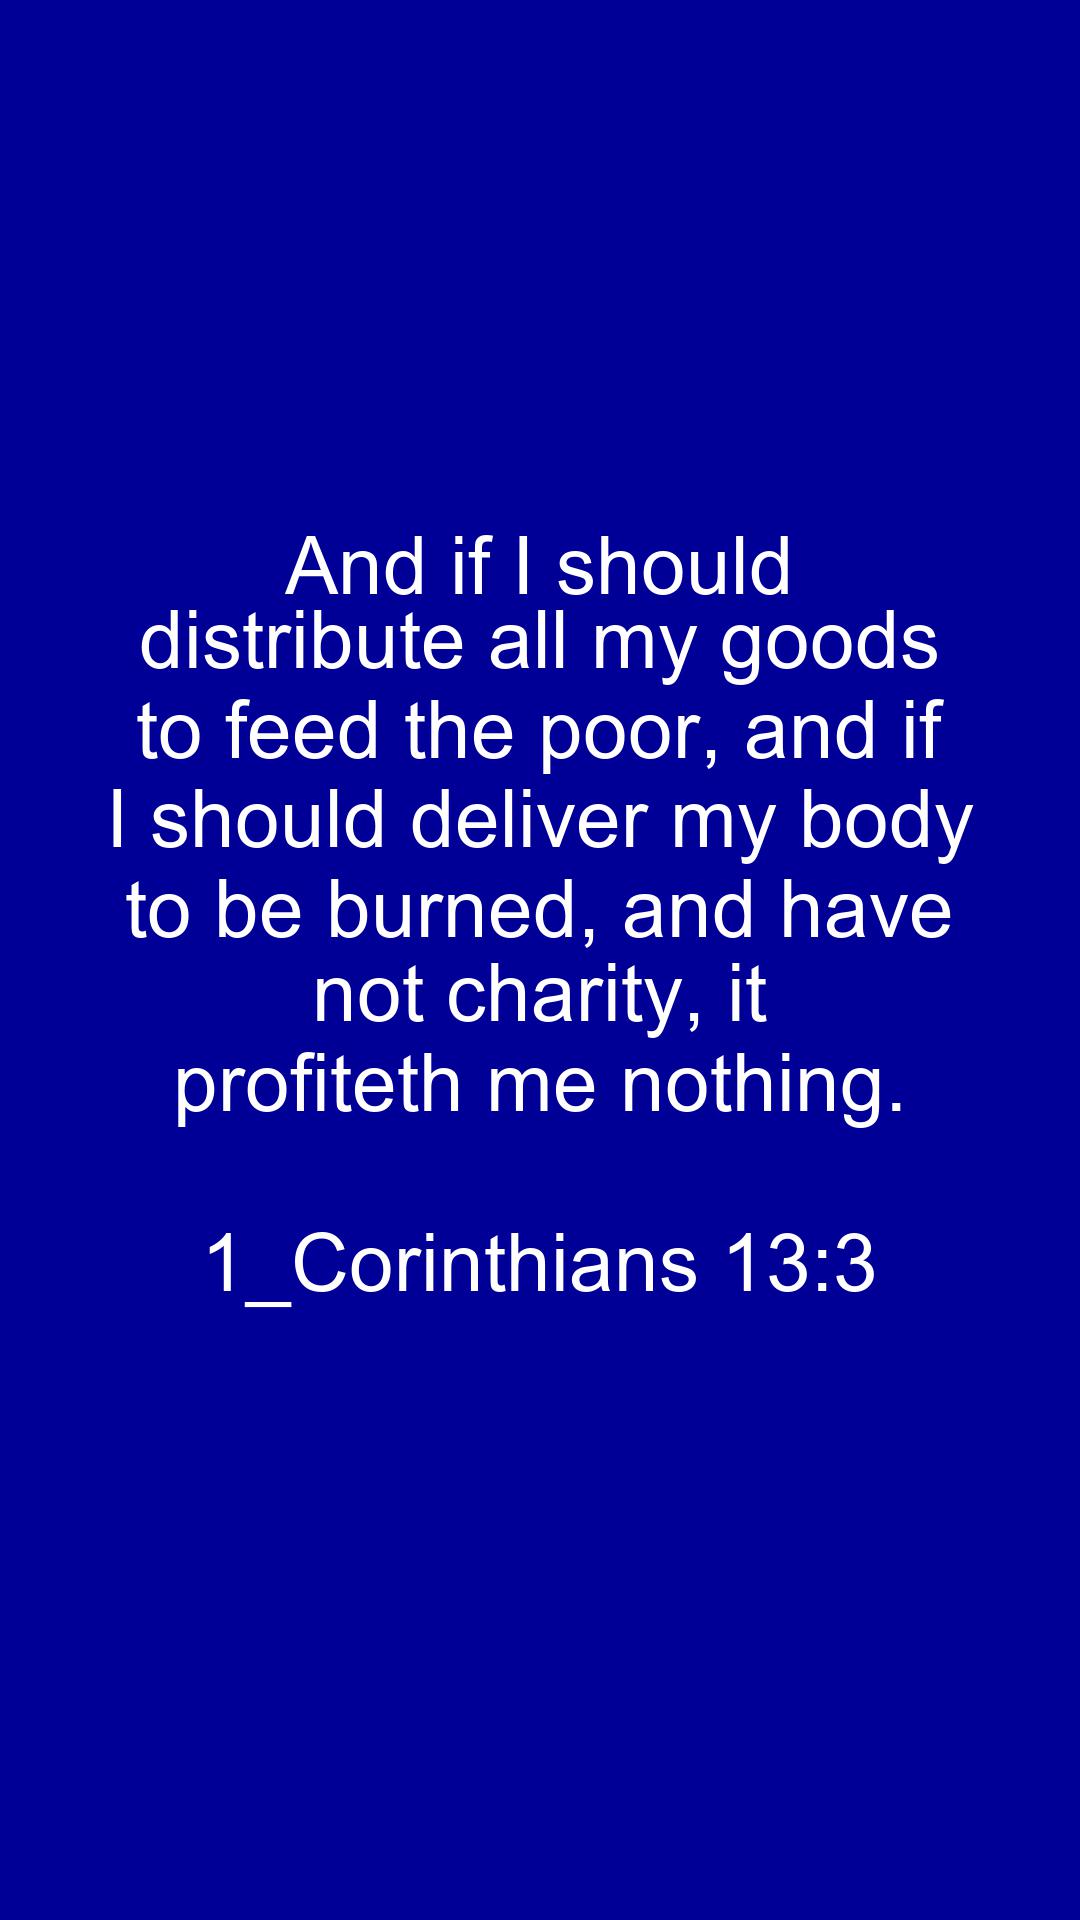 And if I should
distribute all my goods
to feed the poor, and if
I should deliver my body
to be burned, and have
not charity, it
profiteth me nothing.
1_Corinthians 13:3